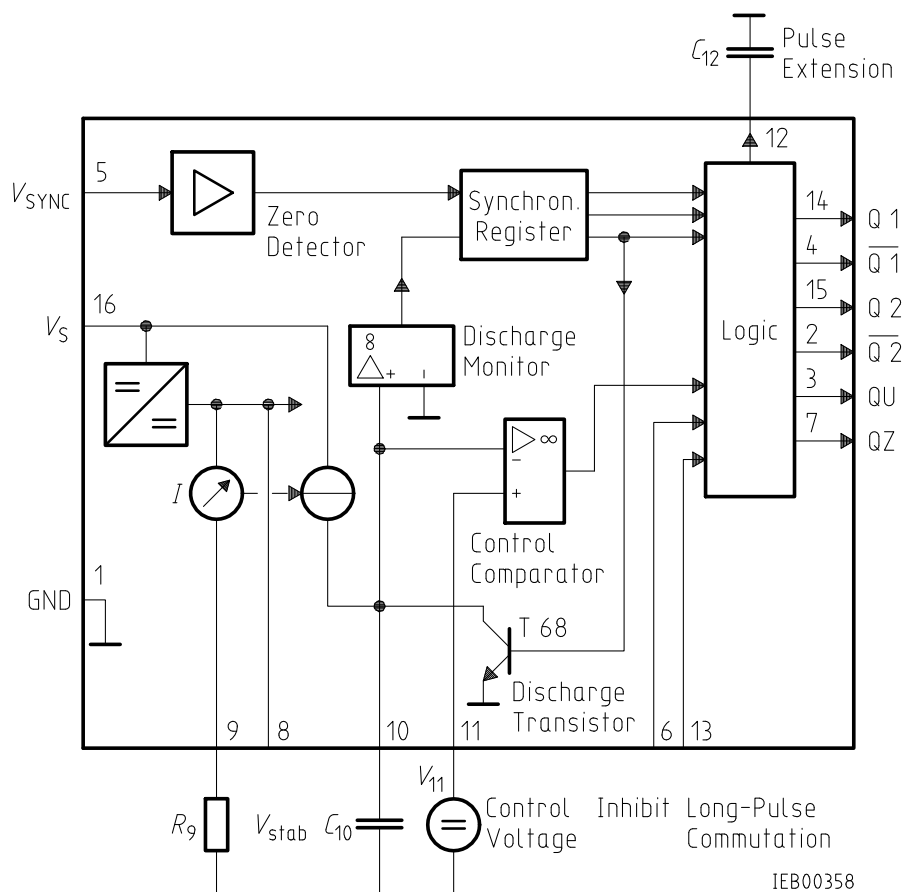 C12
Pulse
Extension
12
5
VSYNC
Zero
Detector
Synchron.
Register
14
Q 1
4
Q̅ 1̅
15
Q 2
2
Q̅ 2̅
3
QU
7
QZ
Logic
16
VS
8
+
-
Discharge
Monitor
=
=
∞
-
+
Control
Comparator
I
1
GND
T 68
Discharge
Transistor
9
8
10
11
6
13
R9
Vstab
C10
V11
=
Control
Voltage
Inhibit
Long-Pulse
Commutation
IEB00358